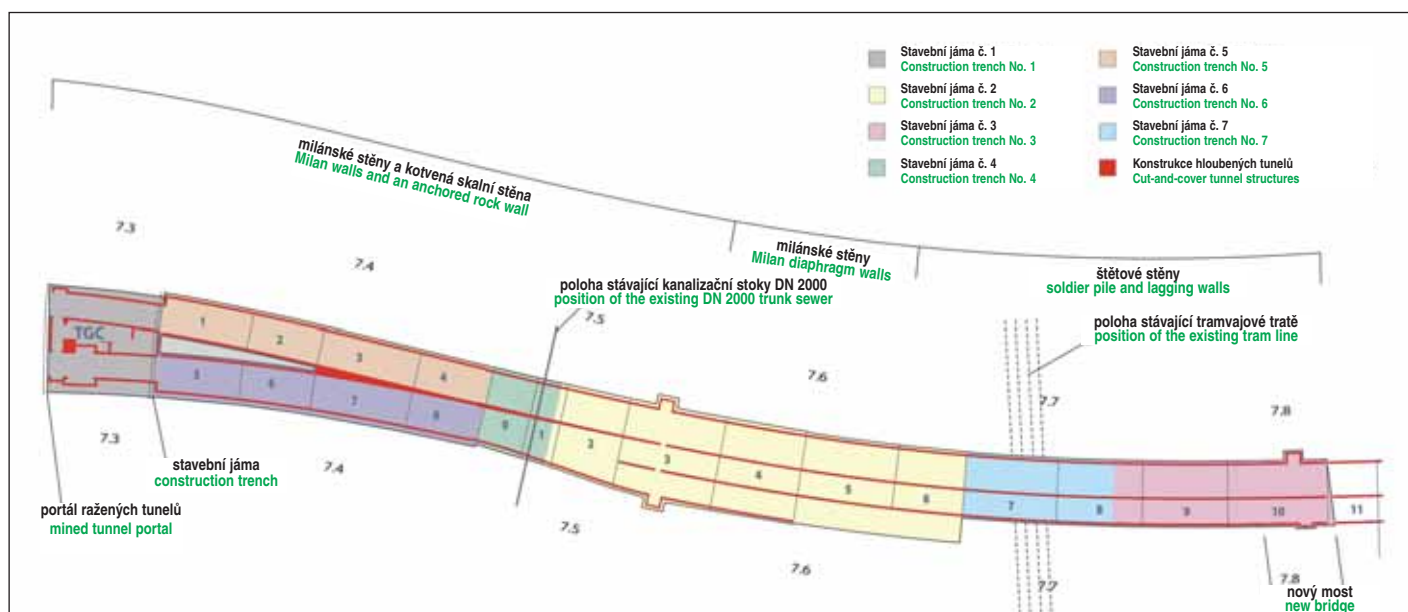 Stavební jáma č. 1
Construction trench No. 1
Stavební jáma č. 2
Construction trench No. 2
Stavební jáma č. 3
Construction trench No. 3
Stavební jáma č. 4
Construction trench No. 4
Stavební jáma č. 5
Construction trench No. 5
Stavební jáma č. 6
Construction trench No. 6
Stavební jáma č. 7
Construction trench No. 7
Konstrukce hloubených tunelů
Cut-and-cover tunnel structures
milánské stěny a kotvená skalní stěna
Milan walls and an anchored rock wall
milánské stěny
Milan diaphragm walls
štětové stěny
soldier pile and lagging walls
7.3
7.4
poloha stávající kanalizační stoky DN 2000
position of the existing DN 2000 trunk sewer
7.5
poloha stávající tramvajové tratě
position of the existing tram line
7.6
7.7
7.8
TGC
1
2
3
4
5
6
7
8
1
3
3
4
5
6
7
8
9
10
11
7.3
7.4
7.5
7.6
7.7
7.8
stavební jáma
construction trench
portál ražených tunelů
mined tunnel portal
nový most
new bridge